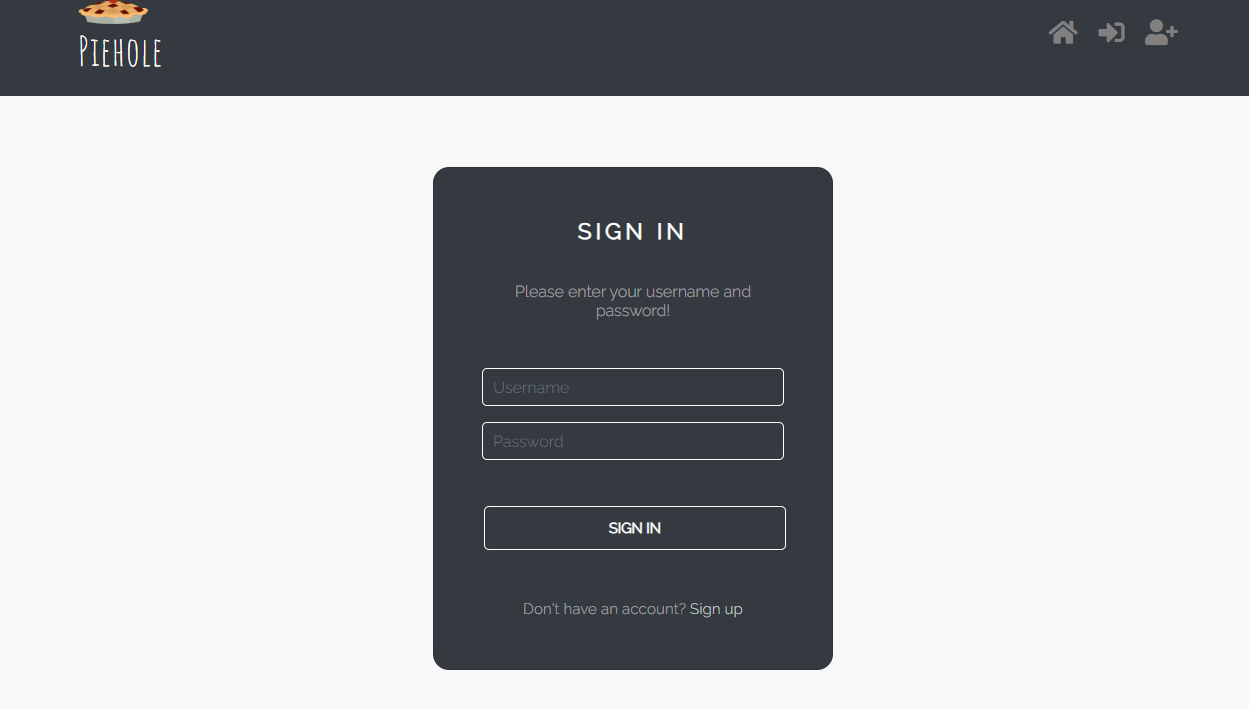 Piehole
SIGN IN
Please enter your username and
password!
Username
Password
SIGN IN
Don't have an account? Sign up